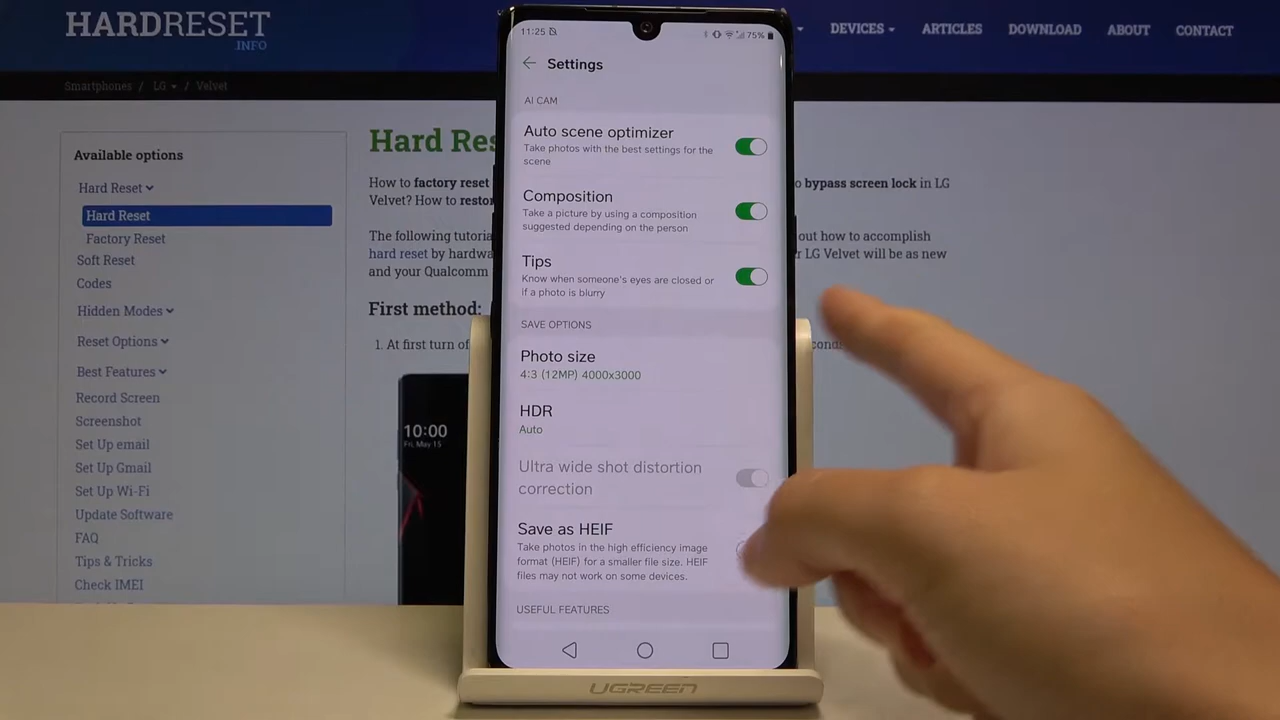 HARDRESET
.INFO
DEVICES
ARTICLES
DOWNLOAD
ABOUT
CONTACT
Smartphones / LG / Velvet
Available options
Hard Reset
Hard Reset
Factory Reset
Soft Reset
Codes
Hidden Modes
Reset Options
Best Features
Record Screen
Screenshot
Set Up email
Set Up Gmail
Set Up Wi-Fi
Update Software
FAQ
Tips & Tricks
Check IMEI
Hard Res
How to factory reset
bypass screen lock in LG
Velvet? How to
The following
out how to accomplish
hard reset by
LG Velvet will be as new
and your Qualcomm
First method:
1. At first turn of
10:00
Fri, May 15
11:25
75%
Settings
AI CAM
Auto scene optimizer
Take photos with the best settings for the
scene
Composition
Take a picture by using a composition
suggested depending on the person
Tips
Know when someone's eyes are closed or
if a photo is blurry
SAVE OPTIONS
Photo size
4:3 (12MP) 4000x3000
HDR
Auto
Ultra wide shot distortion
correction
Save as HEIF
Take photos in the high efficiency image
format (HEIF) for a smaller file size. HEIF
files may not work on some devices.
USEFUL FEATURES
UGREEN